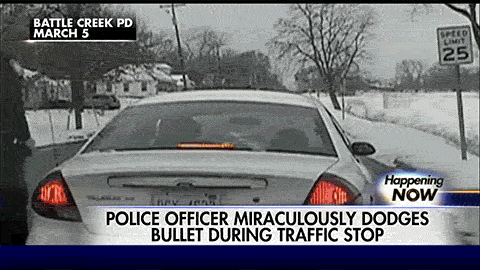 BATTLE CREEK PD
MARCH 5
SPEED
LIMIT
25
Happening
NOW
POLICE OFFICER MIRACULOUSLY DODGES
BULLET DURING TRAFFIC STOP